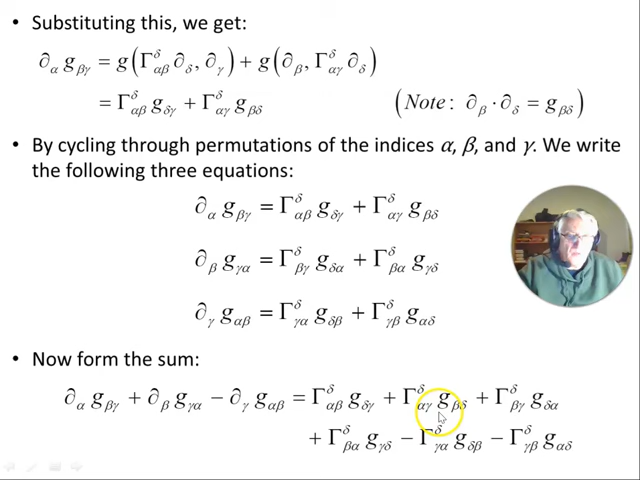 • Substituting this, we get:
∂_α g_βγ = g(Γ^δ_αβ ∂_δ, ∂_γ) + g(∂_β, Γ^δ_αγ ∂_δ)
= Γ^δ_αβ g_δγ + Γ^δ_αγ g_βδ (Note: ∂_β · ∂_δ = g_βδ)
• By cycling through permutations of the indices α, β, and γ. We write
the following three equations:
∂_α g_βγ = Γ^δ_αβ g_δγ + Γ^δ_αγ g_βδ
∂_β g_γα = Γ^δ_βγ g_δα + Γ^δ_βα g_γδ
∂_γ g_αβ = Γ^δ_γα g_δβ + Γ^δ_γβ g_αδ
• Now form the sum:
∂_α g_βγ + ∂_β g_γα − ∂_γ g_αβ = Γ^δ_αβ g_δγ + Γ^δ_αγ g_βδ + Γ^δ_βγ g_δα
+ Γ^δ_βα g_γδ − Γ^δ_γα g_δβ − Γ^δ_γβ g_αδ